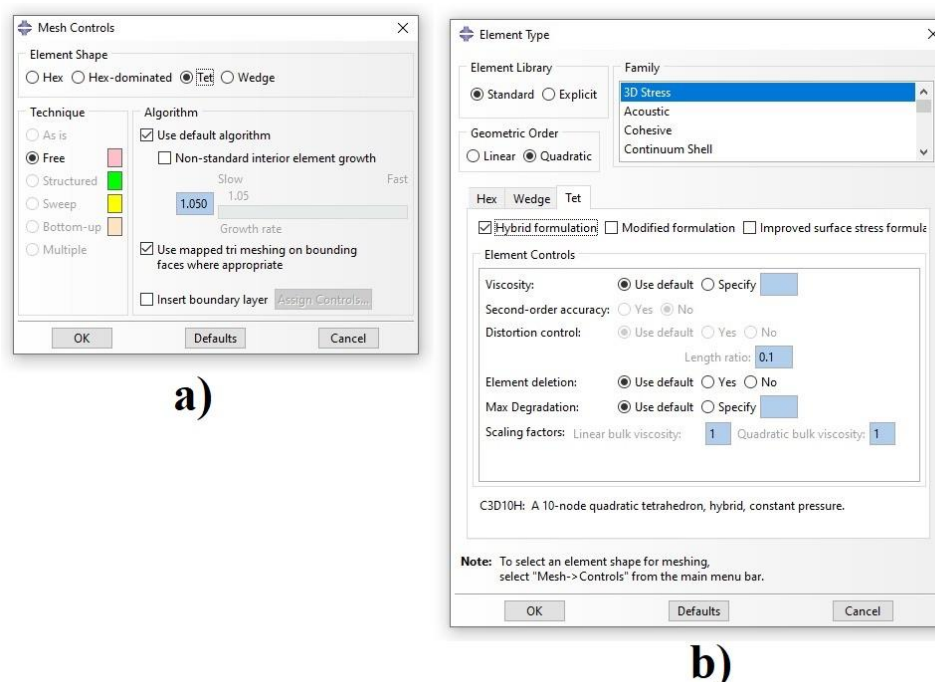 Mesh Controls
Element Shape
Hex Hex-dominated Tet Wedge
Technique
As is
Free
Structured
Sweep
Bottom-up
Multiple
Algorithm
Use default algorithm
Non-standard interior element growth
Slow Fast
1.050 1.05
Growth rate
Use mapped tri meshing on bounding
faces where appropriate
Insert boundary layer Assign Controls...
OK Defaults Cancel
a)
Element Type
Element Library
Standard Explicit
Geometric Order
Linear Quadratic
Family
3D Stress
Acoustic
Cohesive
Continuum Shell
Hex Wedge Tet
Hybrid formulation Modified formulation Improved surface stress formula
Element Controls
Viscosity: Use default Specify
Second-order accuracy: Yes No
Distortion control: Use default Yes No
Length ratio: 0.1
Element deletion: Use default Yes No
Max Degradation: Use default Specify
Scaling factors: Linear bulk viscosity: 1 Quadratic bulk viscosity: 1
C3D10H: A 10-node quadratic tetrahedron, hybrid, constant pressure.
Note: To select an element shape for meshing,
select "Mesh->Controls" from the main menu bar.
OK Defaults Cancel
b)